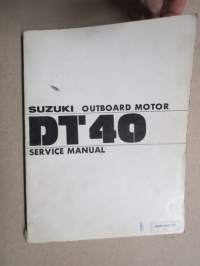 SUZUKI OUTBOARD MOTOR
DT40
SERVICE MANUAL